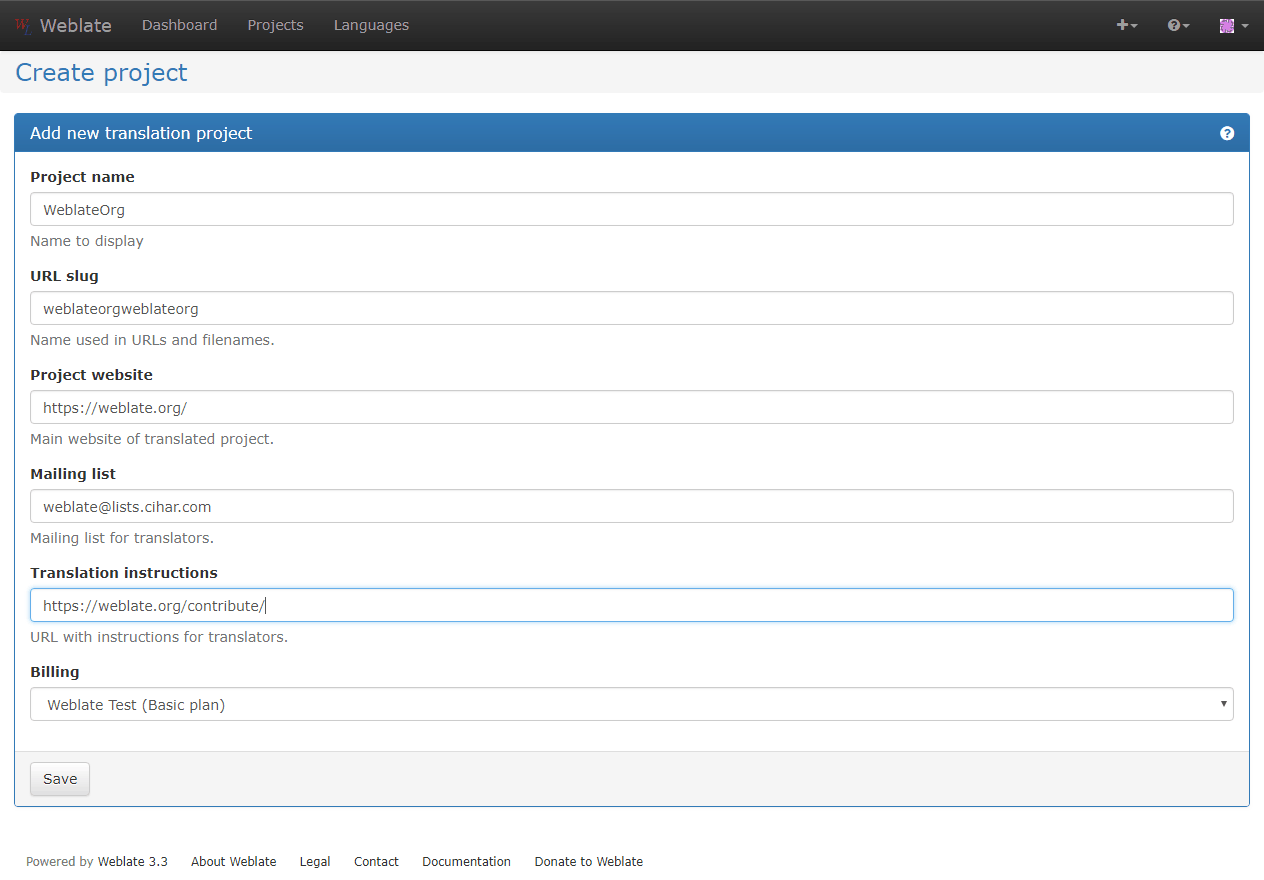 Weblate Dashboard Projects Languages
Create project
Add new translation project
Project name
WeblateOrg
Name to display
URL slug
weblateorgweblateorg
Name used in URLs and filenames.
Project website
https://weblate.org/
Main website of translated project.
Mailing list
weblate@lists.cihar.com
Mailing list for translators.
Translation instructions
https://weblate.org/contribute/
URL with instructions for translators.
Billing
Weblate Test (Basic plan)
Save
Powered by Weblate 3.3 About Weblate Legal Contact Documentation Donate to Weblate